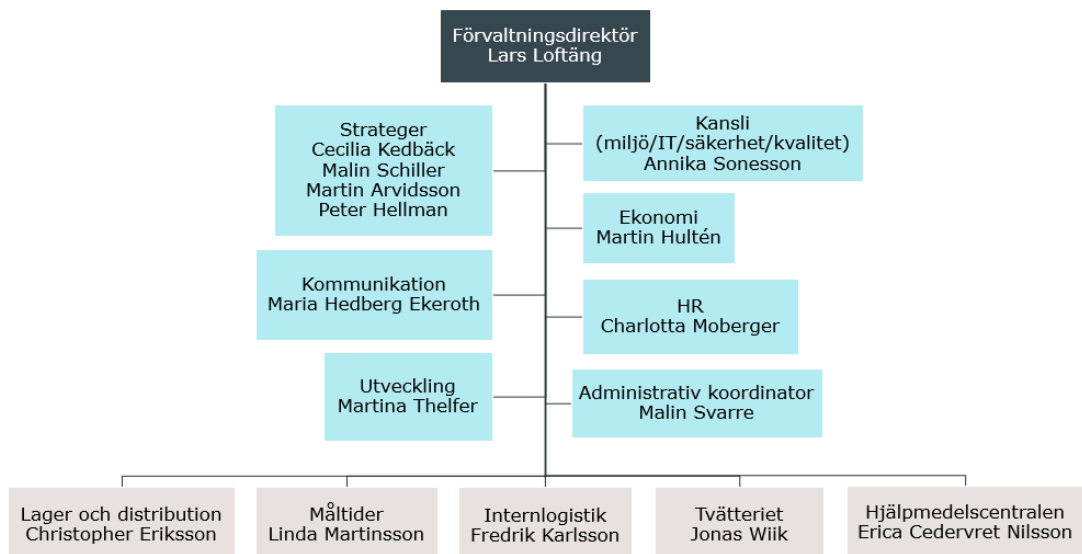 Förvaltningsdirektör
Lars Loftäng
Strateger
Cecilia Kedbäck
Malin Schiller
Martin Arvidsson
Peter Hellman
Kansli
(miljö/IT/säkerhet/kvalitet)
Annika Sonesson
Ekonomi
Martin Hultén
Kommunikation
Maria Hedberg Ekeroth
HR
Charlotta Moberger
Utveckling
Martina Thelfer
Administrativ koordinator
Malin Svarre
Lager och distribution
Christopher Eriksson
Måltider
Linda Martinsson
Internlogistik
Fredrik Karlsson
Tvätteriet
Jonas Wiik
Hjälpmedelscentralen
Erica Cedervret Nilsson